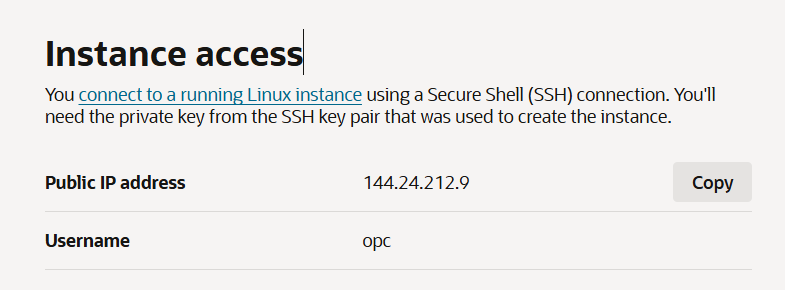 Instance access
You connect to a running Linux instance using a Secure Shell (SSH) connection. You'll
need the private key from the SSH key pair that was used to create the instance.
Public IP address 144.24.212.9 Copy
Username opc